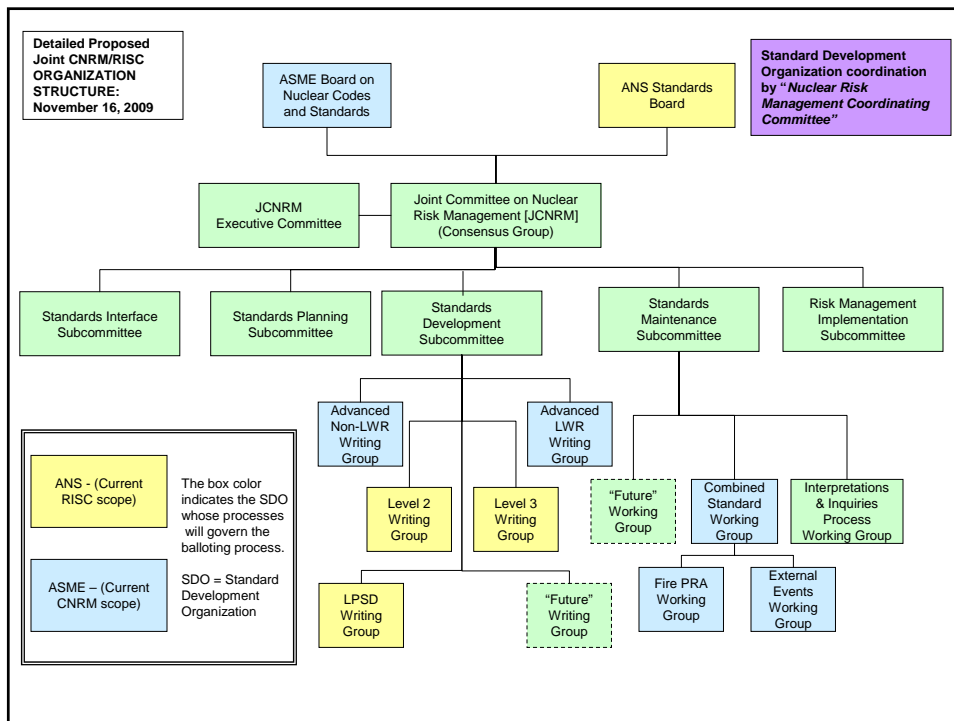 Detailed Proposed
Joint CNRM/RISC
ORGANIZATION
STRUCTURE:
November 16, 2009
ASME Board on
Nuclear Codes
and Standards
ANS Standards
Board
Standard Development
Organization coordination
by “Nuclear Risk
Management Coordinating
Committee”
JCNRM
Executive Committee
Joint Committee on Nuclear
Risk Management [JCNRM]
(Consensus Group)
Standards Interface
Subcommittee
Standards Planning
Subcommittee
Standards
Development
Subcommittee
Standards
Maintenance
Subcommittee
Risk Management
Implementation
Subcommittee
Advanced
Non-LWR
Writing
Group
Advanced
LWR
Writing
Group
Level 2
Writing
Group
Level 3
Writing
Group
LPSD
Writing
Group
“Future”
Writing
Group
“Future”
Working
Group
Combined
Standard
Working
Group
Interpretations
& Inquiries
Process
Working Group
Fire PRA
Working
Group
External
Events
Working
Group
ANS - (Current
RISC scope)
The box color
indicates the SDO
whose processes
will govern the
balloting process.
ASME – (Current
CNRM scope)
SDO = Standard
Development
Organization